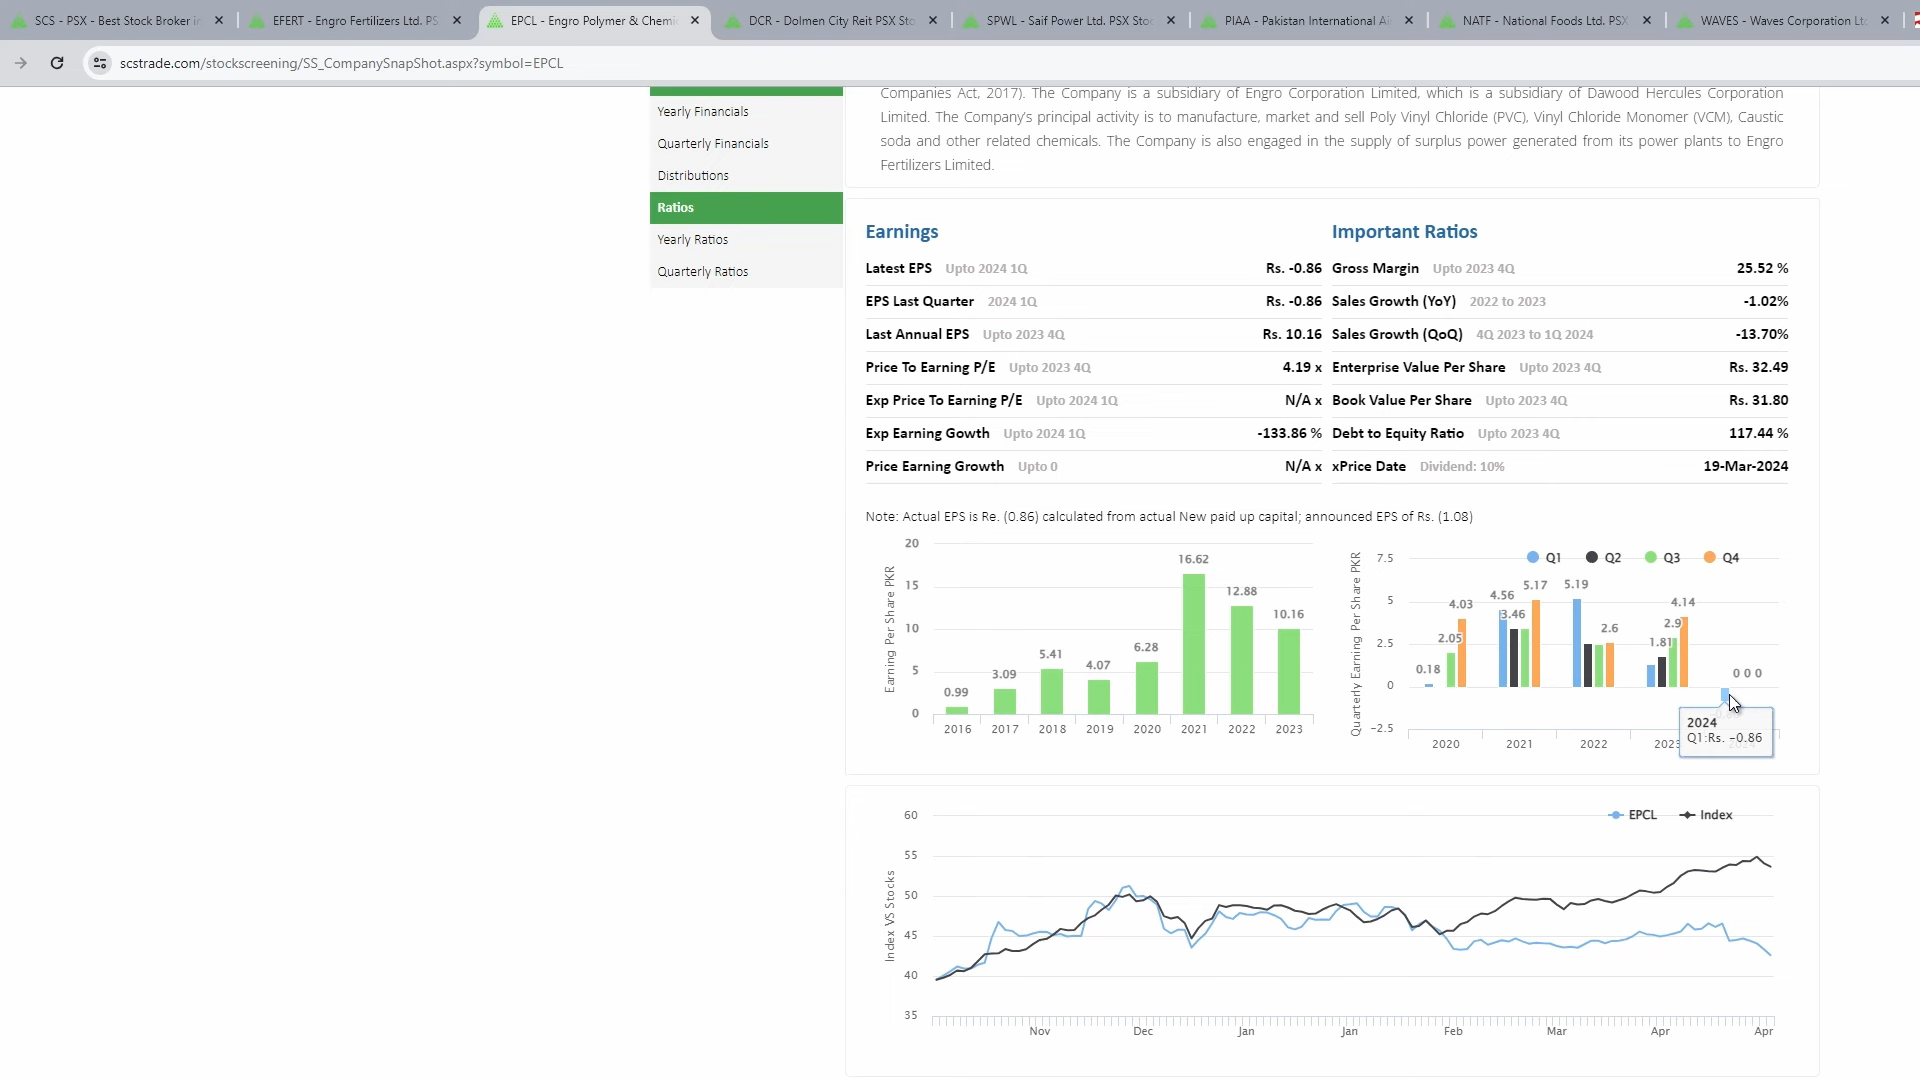 SCS - PSX - Best Stock Broker in
EFERT - Engro Fertilizers Ltd. PS
EPCL - Engro Polymer & Chemi
DCR - Dolmen City Reit PSX Sto
SPWL - Saif Power Ltd. PSX Stoc
PIAA - Pakistan International Ai
NATF - National Foods Ltd. PSX
WAVES - Waves Corporation Lt
scstrade.com/stockscreening/SS_CompanySnapShot.aspx?symbol=EPCL
Yearly Financials
Quarterly Financials
Distributions
Ratios
Yearly Ratios
Quarterly Ratios
Companies Act, 2017). The Company is a subsidiary of Engro Corporation Limited, which is a subsidiary of Dawood Hercules Corporation
Limited. The Company's principal activity is to manufacture, market and sell Poly Vinyl Chloride (PVC), Vinyl Chloride Monomer (VCM), Caustic
soda and other related chemicals. The Company is also engaged in the supply of surplus power generated from its power plants to Engro
Fertilizers Limited.
Earnings
Latest EPS Upto 2024 1Q Rs. -0.86
EPS Last Quarter 2024 1Q Rs. -0.86
Last Annual EPS Upto 2023 4Q Rs. 10.16
Price To Earning P/E Upto 2023 4Q 4.19 x
Exp Price To Earning P/E Upto 2024 1Q N/A x
Exp Earning Gowth Upto 2024 1Q -133.86 %
Price Earning Growth Upto 0 N/A x
Important Ratios
Gross Margin Upto 2023 4Q 25.52 %
Sales Growth (YoY) 2022 to 2023 -1.02%
Sales Growth (QoQ) 4Q 2023 to 1Q 2024 -13.70%
Enterprise Value Per Share Upto 2023 4Q Rs. 32.49
Book Value Per Share Upto 2023 4Q Rs. 31.80
Debt to Equity Ratio Upto 2023 4Q 117.44 %
xPrice Date Dividend: 10% 19-Mar-2024
Note: Actual EPS is Re. (0.86) calculated from actual New paid up capital; announced EPS of Rs. (1.08)
Earning Per Share PKR
20
15
10
5
0
0.99
3.09
5.41
4.07
6.28
16.62
12.88
10.16
2016 2017 2018 2019 2020 2021 2022 2023
Quarterly Earning Per Share PKR
7.5
5
2.5
0
-2.5
Q1 Q2 Q3 Q4
0.18
2.05
4.03
4.56
3.46
5.17
5.19
2.6
1.81
2.9
4.14
0 0 0
2020 2021 2022 2023 2024
2024
Q1:Rs. -0.86
Index VS Stocks
60
55
50
45
40
35
EPCL Index
Nov Dec Jan Jan Feb Mar Apr Apr